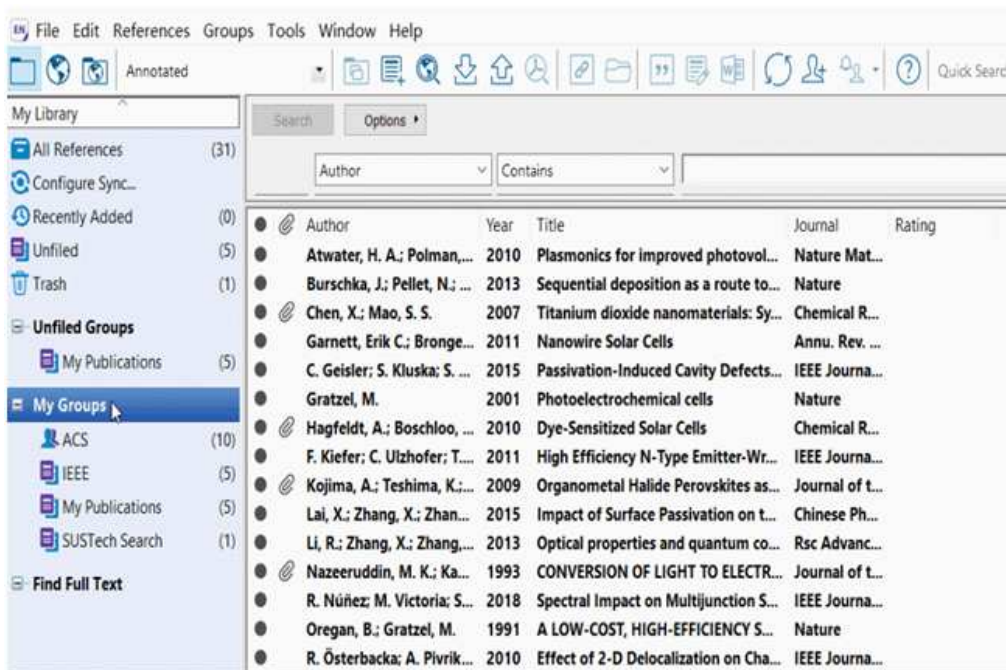 EN File Edit References Groups Tools Window Help
Annotated Quick Searc
My Library
All References (31)
Configure Sync...
Recently Added (0)
Unfiled (5)
Trash (1)
Unfiled Groups
My Publications (5)
My Groups
ACS (10)
IEEE (5)
My Publications (5)
SUSTech Search (1)
Find Full Text
Search Options
Author Contains
Author Year Title Journal Rating
Atwater, H. A.; Polman,... 2010 Plasmonics for improved photovol... Nature Mat...
Burschka, J.; Pellet, N.; ... 2013 Sequential deposition as a route to... Nature
Chen, X.; Mao, S. S. 2007 Titanium dioxide nanomaterials: Sy... Chemical R...
Garnett, Erik C.; Bronge... 2011 Nanowire Solar Cells Annu. Rev. ...
C. Geisler; S. Kluska; S. ... 2015 Passivation-Induced Cavity Defects... IEEE Journa...
Gratzel, M. 2001 Photoelectrochemical cells Nature
Hagfeldt, A.; Boschloo, ... 2010 Dye-Sensitized Solar Cells Chemical R...
F. Kiefer; C. Ulzhofer; T.... 2011 High Efficiency N-Type Emitter-Wr... IEEE Journa...
Kojima, A.; Teshima, K.;... 2009 Organometal Halide Perovskites as... Journal of t...
Lai, X.; Zhang, X.; Zhan... 2015 Impact of Surface Passivation on t... Chinese Ph...
Li, R.; Zhang, X.; Zhang,... 2013 Optical properties and quantum co... Rsc Advanc...
Nazeeruddin, M. K.; Ka... 1993 CONVERSION OF LIGHT TO ELECTR... Journal of t...
R. Núñez; M. Victoria; S... 2018 Spectral Impact on Multijunction S... IEEE Journa...
Oregan, B.; Gratzel, M. 1991 A LOW-COST, HIGH-EFFICIENCY S... Nature
R. Österbacka; A. Pivrik... 2010 Effect of 2-D Delocalization on Cha... IEEE Journa...